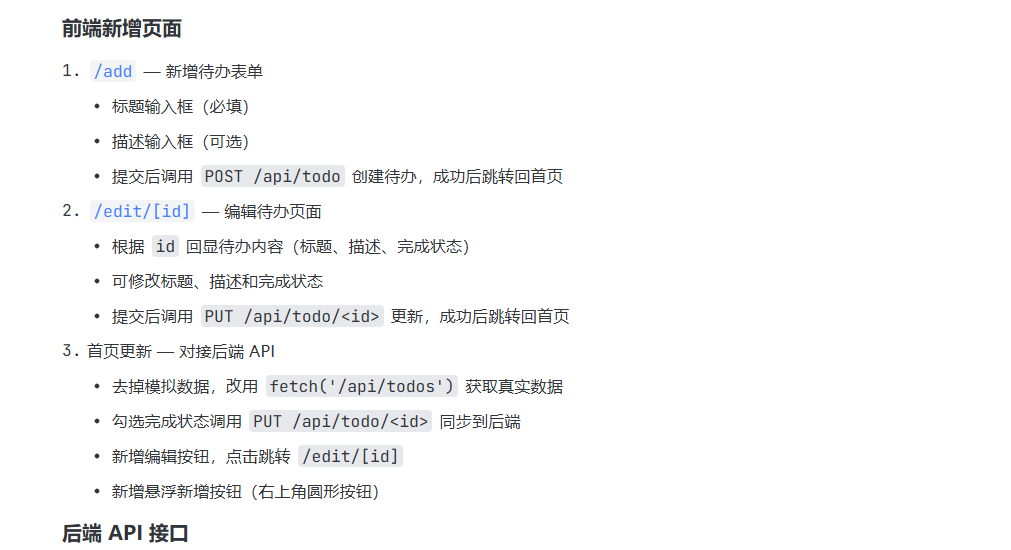 前端新增页面
1. /add — 新增待办表单
• 标题输入框（必填）
• 描述输入框（可选）
• 提交后调用 POST /api/todo 创建待办，成功后跳转回首页
2. /edit/[id] — 编辑待办页面
• 根据 id 回显待办内容（标题、描述、完成状态）
• 可修改标题、描述和完成状态
• 提交后调用 PUT /api/todo/<id> 更新，成功后跳转回首页
3. 首页更新 — 对接后端 API
• 去掉模拟数据，改用 fetch('/api/todos') 获取真实数据
• 勾选完成状态调用 PUT /api/todo/<id> 同步到后端
• 新增编辑按钮，点击跳转 /edit/[id]
• 新增悬浮新增按钮（右上角圆形按钮）
后端 API 接口